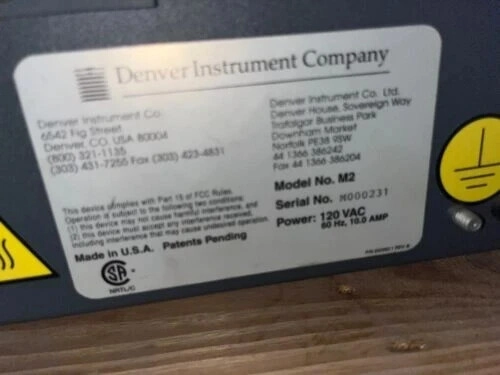 Denver Instrument Company
Denver Instrument Co.
6542 Fig Street
Denver, CO, USA 80004
(800) 321-1135
(303) 431-7255 Fax (303) 423-4831
Denver Instrument Co. Ltd.
Denver House, Sovereign Way
Trafalgar Business Park
Downham Market
Norfolk PE38 9SW
44 1366 386242
Fax 44 1366 386204
This device complies with Part 15 of FCC Rules.
Operation is subject to the following two conditions:
(1) this device may not cause harmful interference, and
(2) this device must accept any interference received,
including interference that may cause undesired operation.
Made in U.S.A. Patents Pending
Model No. M2
Serial No. M000231
Power: 120 VAC
60 Hz, 10.0 AMP
NRTL/C